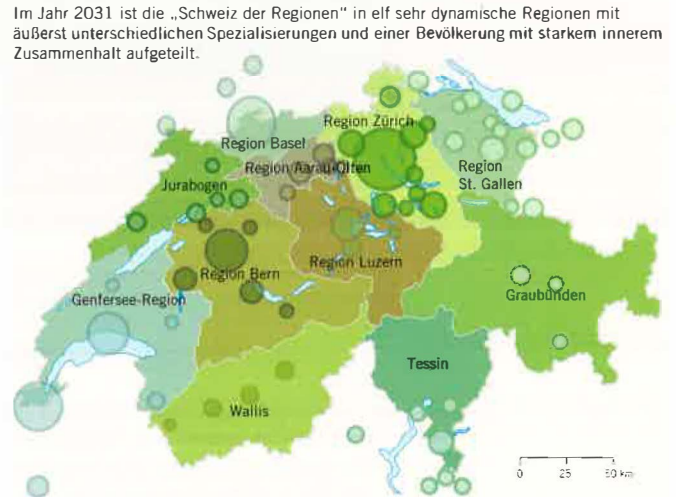 Im Jahr 2031 ist die „Schweiz der Regionen" in elf sehr dynamische Regionen mit
äußerst unterschiedlichen Spezialisierungen und einer Bevölkerung mit starkem innerem
Zusammenhalt aufgeteilt.
Region Zürich
Region Basel
Region Aarau-Olten
Region
St. Gallen
Jurabogen
Region Luzern
Region Bern
Genfersee-Region
Graubünden
Tessin
Wallis
0 25 50 km